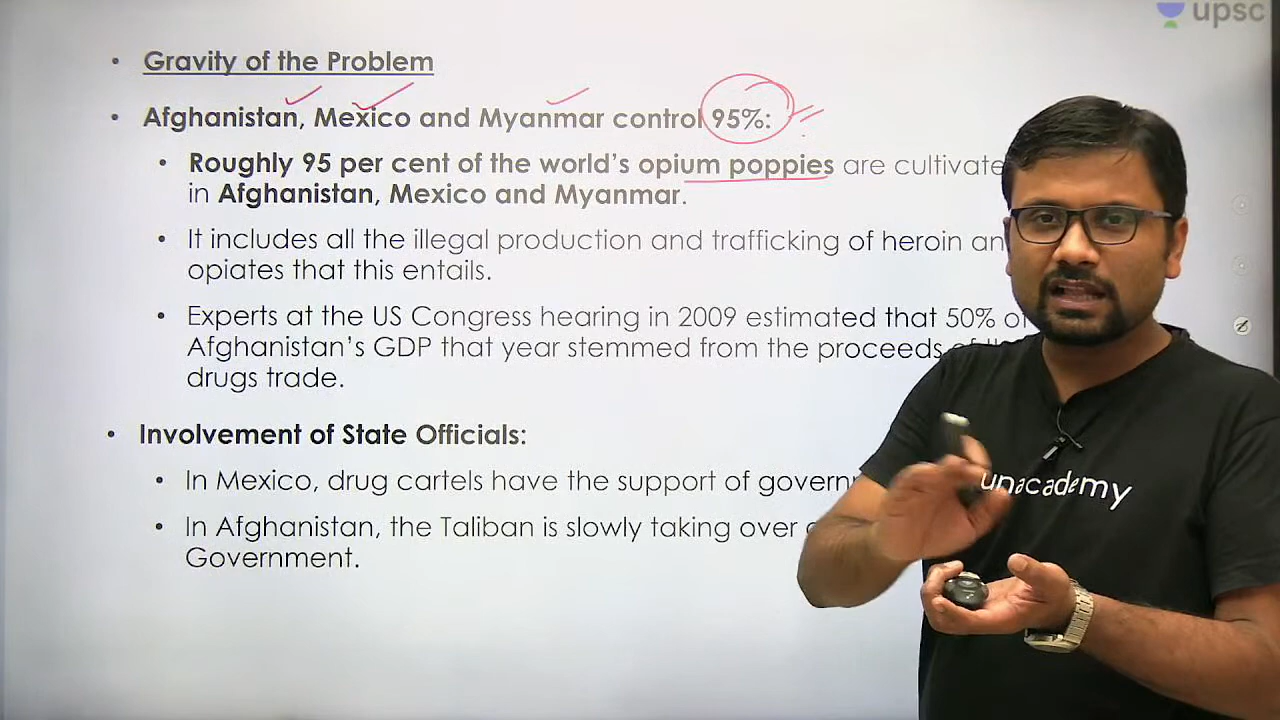 upsc
• Gravity of the Problem
• Afghanistan, Mexico and Myanmar control 95%:
• Roughly 95 per cent of the world's opium poppies are cultivate
in Afghanistan, Mexico and Myanmar.
• It includes all the illegal production and trafficking of heroin an
opiates that this entails.
• Experts at the US Congress hearing in 2009 estimated that 50% of
Afghanistan's GDP that year stemmed from the proceeds of
drugs trade.
• Involvement of State Officials:
• In Mexico, drug cartels have the support of govern
• In Afghanistan, the Taliban is slowly taking over
Government.
unacademy